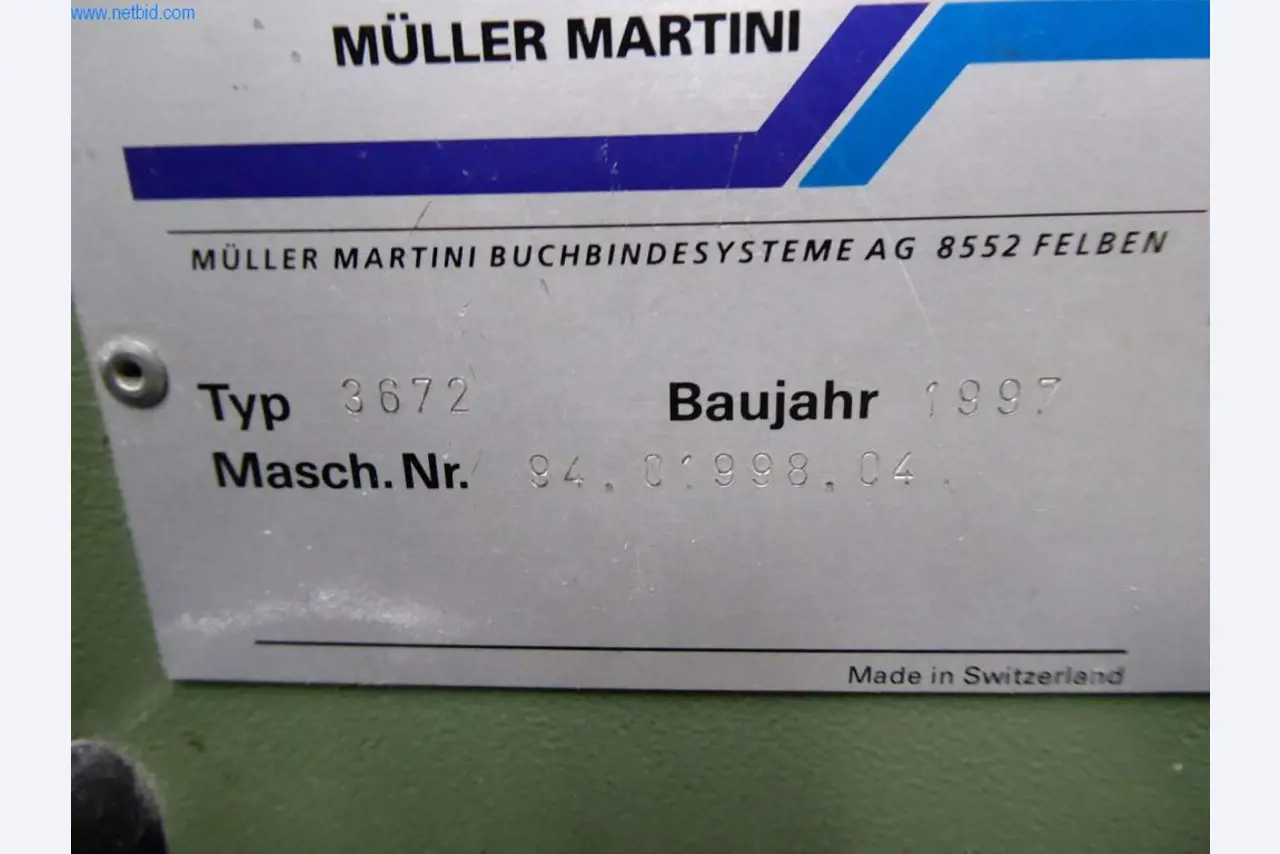 www.netbid.com
MÜLLER MARTINI
MÜLLER MARTINI BUCHBINDESYSTEME AG 8552 FELBEN
Typ 3672 Baujahr 1997
Masch. Nr. 94.01998.04.
Made in Switzerland